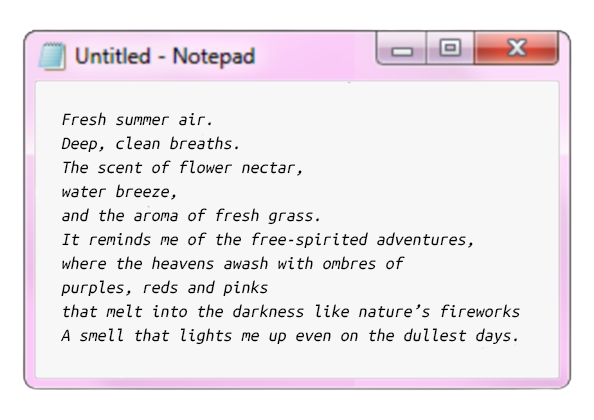 Untitled - Notepad
Fresh summer air.
Deep, clean breaths.
The scent of flower nectar,
water breeze,
and the aroma of fresh grass.
It reminds me of the free-spirited adventures,
where the heavens awash with ombres of
purples, reds and pinks
that melt into the darkness like nature’s fireworks
A smell that lights me up even on the dullest days.